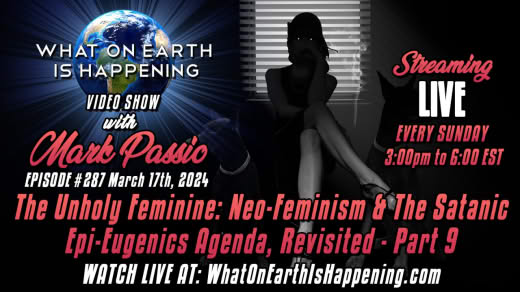 WHAT ON EARTH
IS HAPPENING
VIDEO SHOW
with
Mark Passio
EPISODE #287 March 17th, 2024
Streaming
LIVE
EVERY SUNDAY
3:00pm to 6:00 EST
The Unholy Feminine: Neo-Feminism & The Satanic
Epi-Eugenics Agenda, Revisited - Part 9
WATCH LIVE AT: WhatOnEarthIsHappening.com